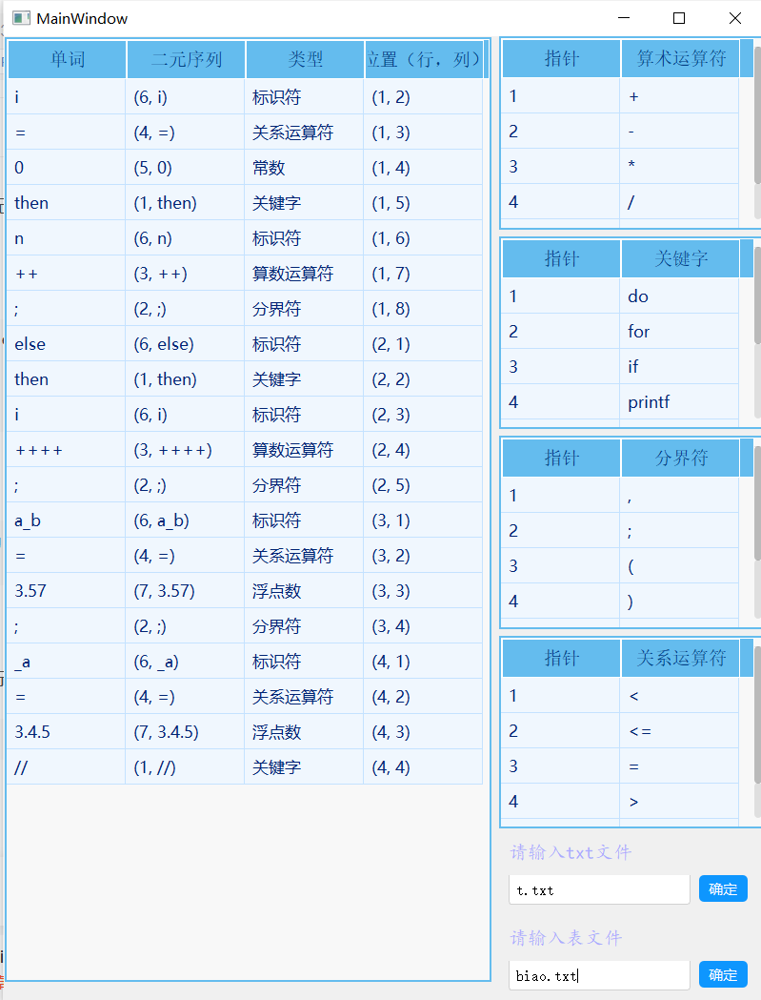 MainWindow
单词 二元序列 类型 位置（行，列）
i (6, i) 标识符 (1, 2)
= (4, =) 关系运算符 (1, 3)
0 (5, 0) 常数 (1, 4)
then (1, then) 关键字 (1, 5)
n (6, n) 标识符 (1, 6)
++ (3, ++) 算数运算符 (1, 7)
; (2, ;) 分界符 (1, 8)
else (6, else) 标识符 (2, 1)
then (1, then) 关键字 (2, 2)
i (6, i) 标识符 (2, 3)
++++ (3, ++++) 算数运算符 (2, 4)
; (2, ;) 分界符 (2, 5)
a_b (6, a_b) 标识符 (3, 1)
= (4, =) 关系运算符 (3, 2)
3.57 (7, 3.57) 浮点数 (3, 3)
; (2, ;) 分界符 (3, 4)
_a (6, _a) 标识符 (4, 1)
= (4, =) 关系运算符 (4, 2)
3.4.5 (7, 3.4.5) 浮点数 (4, 3)
// (1, //) 关键字 (4, 4)
指针 算术运算符
1 +
2 -
3 *
4 /
指针 关键字
1 do
2 for
3 if
4 printf
指针 分界符
1 ,
2 ;
3 (
4 )
指针 关系运算符
1 <
2 <=
3 =
4 >
请输入txt文件
t.txt 确定
请输入表文件
biao.txt 确定